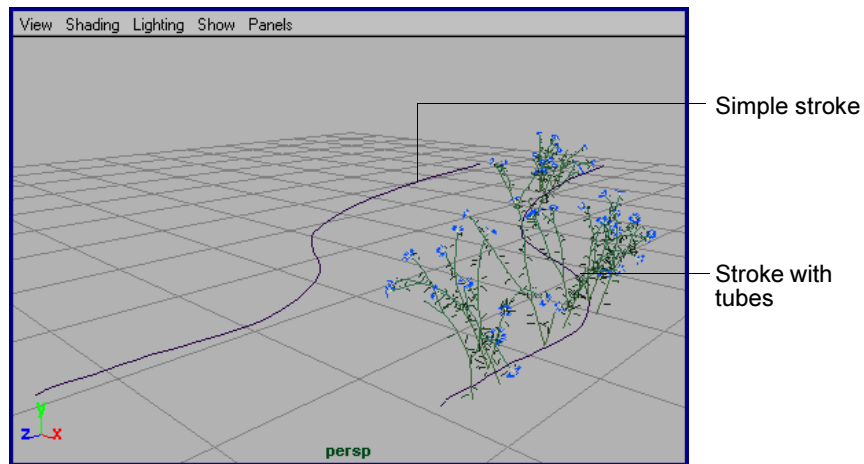 View Shading Lighting Show Panels
Simple stroke
Stroke with
tubes
y
z x
persp